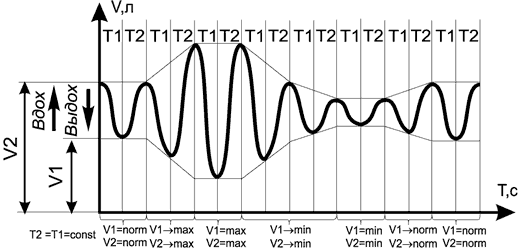 V,л
T1 T2 T1 T2 T1 T2 T1 T2 T1 T2 T1 T2 T1 T2 T1 T2
Вдох
Выдох
V2
V1
T,c
T2 =T1=const
V1=norm V1→max V1=max V1→min V1=min V1→norm V1=norm
V2=norm V2→max V2=max V2→min V2=min V2→norm V2=norm